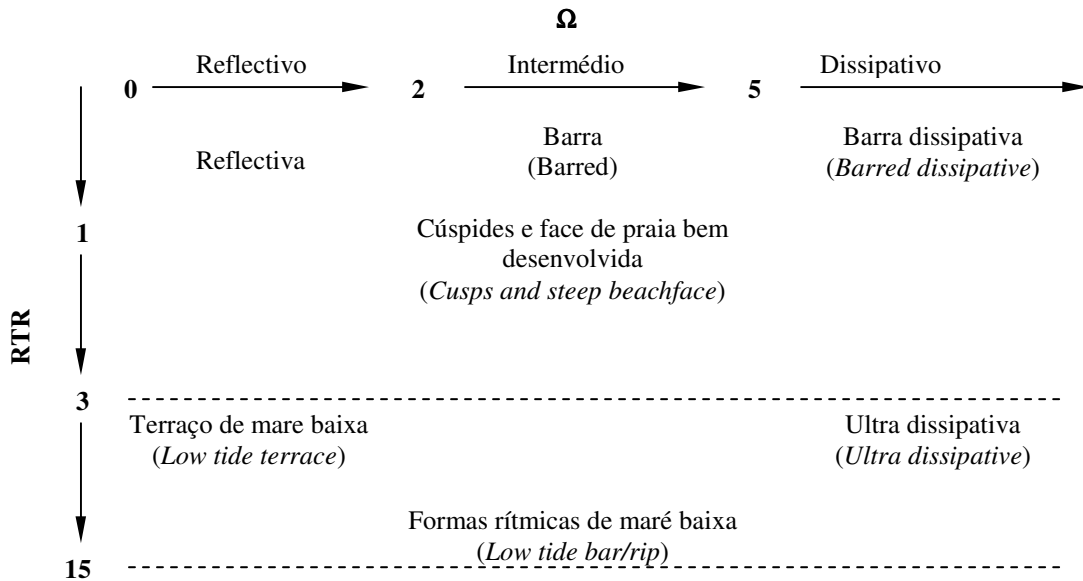 Ω
Reflectivo Intermédio Dissipativo
0 2 5
Reflectiva
Barra
(Barred)
Barra dissipativa
(Barred dissipative)
1
Cúspides e face de praia bem
desenvolvida
(Cusps and steep beachface)
RTR
3
Terraço de mare baixa
(Low tide terrace)
Ultra dissipativa
(Ultra dissipative)
Formas rítmicas de maré baixa
(Low tide bar/rip)
15